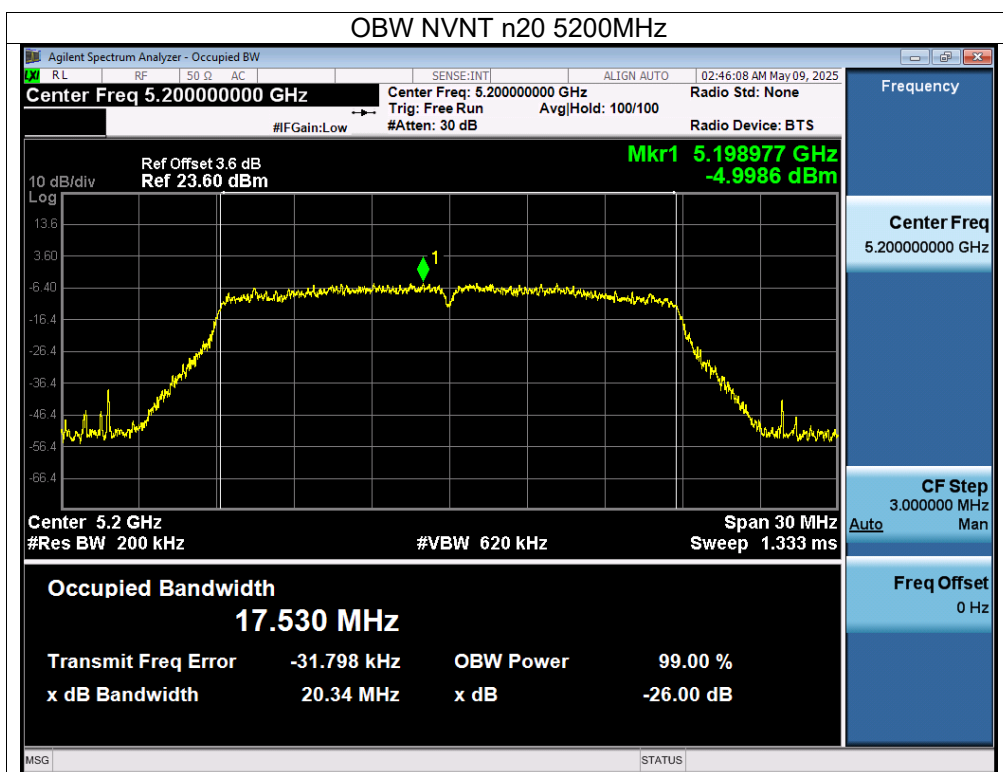 OBW NVNT n20 5200MHz
Agilent Spectrum Analyzer - Occupied BW
LXI RL RF 50 Ω AC SENSE:INT ALIGN AUTO 02:46:08 AM May 09, 2025
Center Freq 5.200000000 GHz
Center Freq: 5.200000000 GHz
Radio Std: None
Trig: Free Run Avg|Hold: 100/100
#IFGain:Low #Atten: 30 dB Radio Device: BTS
Frequency
Mkr1 5.198977 GHz
-4.9986 dBm
Ref Offset 3.6 dB
10 dB/div Ref 23.60 dBm
Log
13.6
3.60
-6.40
-16.4
-26.4
-36.4
-46.4
-56.4
-66.4
1
Center 5.2 GHz Span 30 MHz
#Res BW 200 kHz #VBW 620 kHz Sweep 1.333 ms
Center Freq
5.200000000 GHz
CF Step
3.000000 MHz
Auto Man
Freq Offset
0 Hz
Occupied Bandwidth
17.530 MHz
Transmit Freq Error -31.798 kHz OBW Power 99.00 %
x dB Bandwidth 20.34 MHz x dB -26.00 dB
MSG STATUS